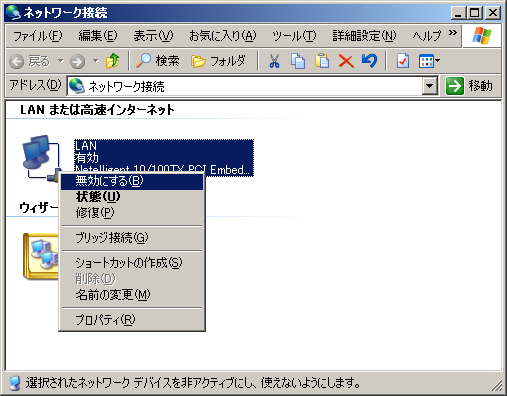 ネットワーク接続
ファイル(F) 編集(E) 表示(V) お気に入り(A) ツール(T) 詳細設定(N) ヘルプ »
戻る 検索 フォルダ
アドレス(D) ネットワーク接続 移動
LAN または高速インターネット
LAN
有効
Netelligent 10/100TX PCI Embed...
無効にする(B)
状態(U)
ウィザー
修復(P)
ブリッジ接続(G)
ショートカットの作成(S)
削除(D)
名前の変更(M)
プロパティ(R)
選択されたネットワーク デバイスを非アクティブにし、使えないようにします。